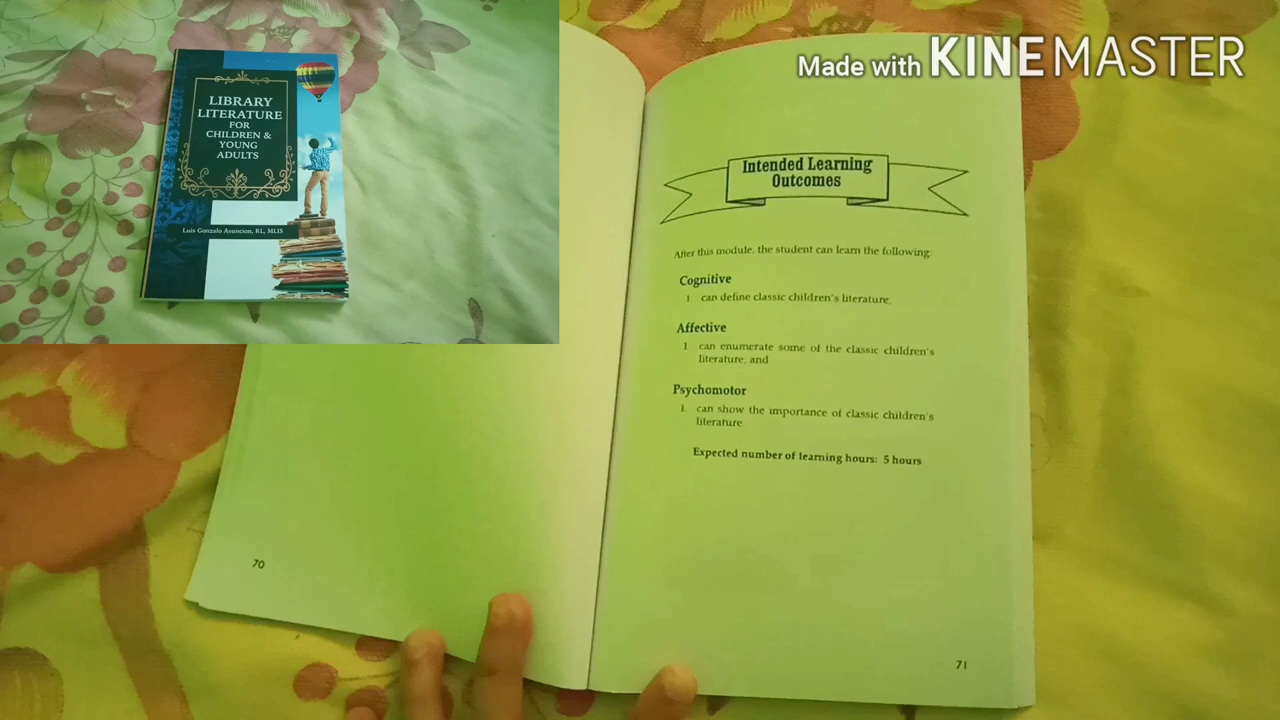 LIBRARY
LITERATURE
FOR
CHILDREN &
YOUNG
ADULTS
Luis Gonzalo Asuncion, RL, MLIS
Made with KINEMASTER
Intended Learning
Outcomes
After this module, the student can learn the following:
Cognitive
1. can define classic children's literature;
Affective
1. can enumerate some of the classic children's
literature; and
Psychomotor
1. can show the importance of classic children's
literature
Expected number of learning hours: 5 hours
70
71